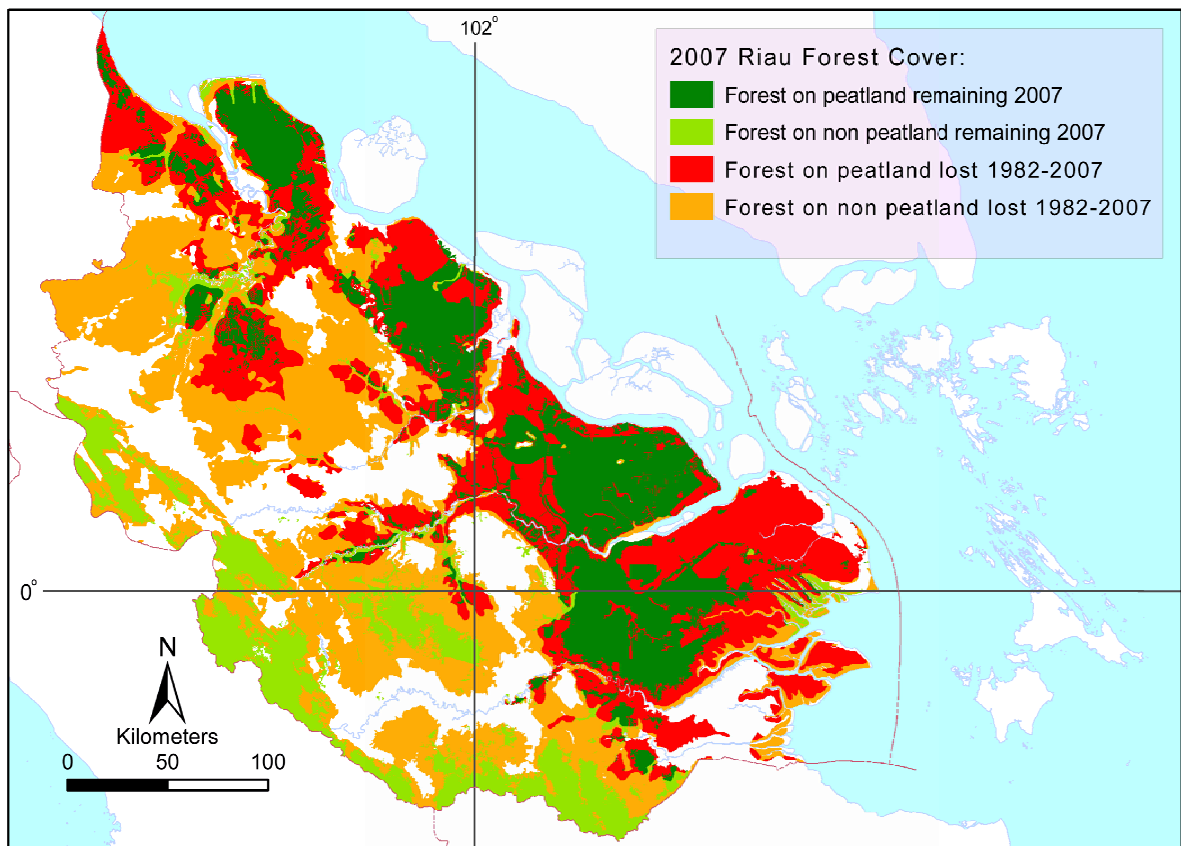 102°
2007 Riau Forest Cover:
Forest on peatland remaining 2007
Forest on non peatland remaining 2007
Forest on peatland lost 1982-2007
Forest on non peatland lost 1982-2007
0°
N
Kilometers
0 50 100